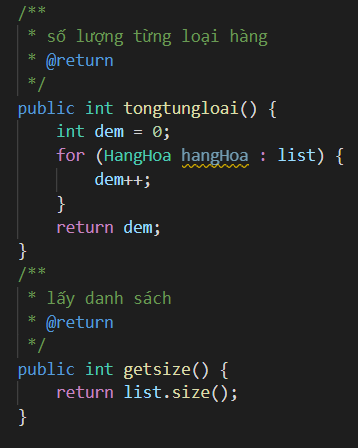 /**
 * số lượng từng loại hàng
 * @return
 */
public int tongtungloai() {
    int dem = 0;
    for (HangHoa hangHoa : list) {
        dem++;
    }
    return dem;
}
/**
 * lấy danh sách
 * @return
 */
public int getsize() {
    return list.size();
}